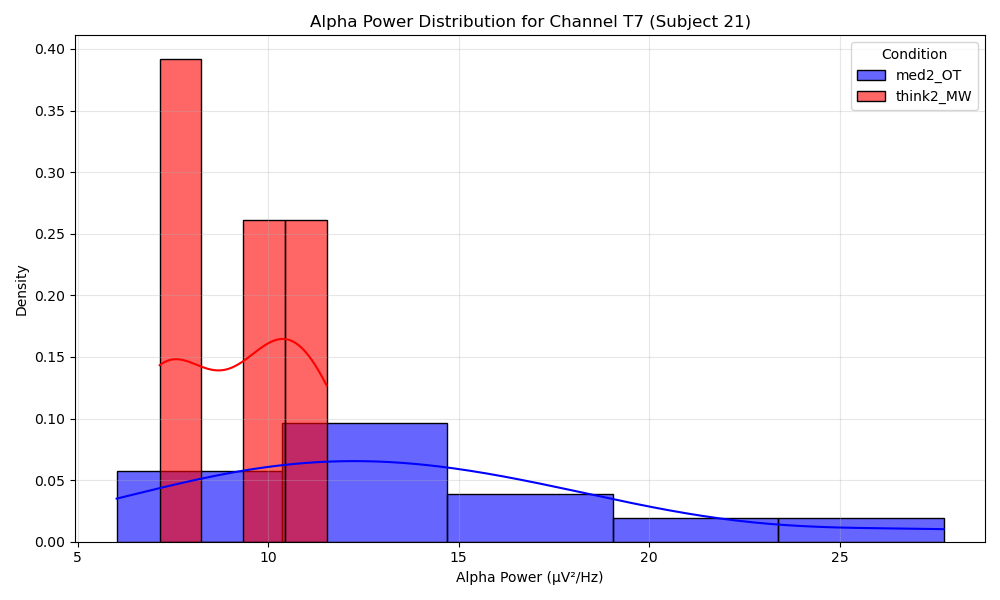 Alpha Power Distribution for Channel T7 (Subject 21)
Condition
med2_OT
think2_MW
0.40
0.35
0.30
0.25
0.20
0.15
0.10
0.05
0.00
Density
5
10
15
20
25
Alpha Power (µV²/Hz)